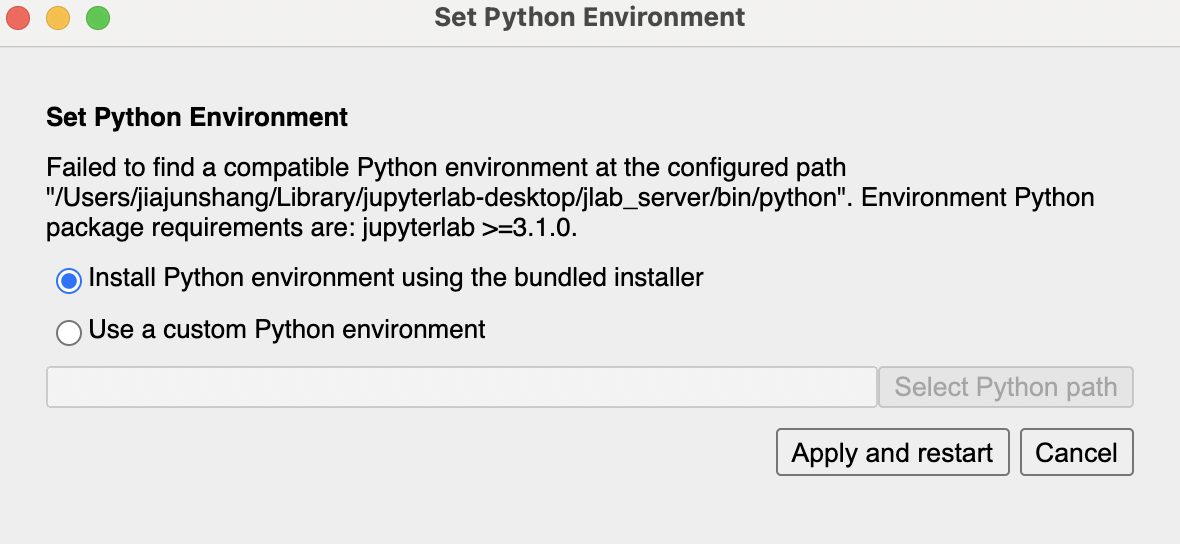 Set Python Environment
Set Python Environment
Failed to find a compatible Python environment at the configured path
"/Users/jiajunshang/Library/jupyterlab-desktop/jlab_server/bin/python". Environment Python
package requirements are: jupyterlab >=3.1.0.
Install Python environment using the bundled installer
Use a custom Python environment
Select Python path
Apply and restart
Cancel